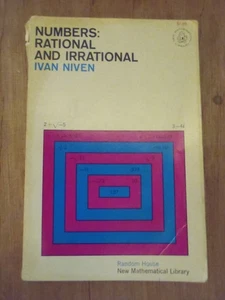 NUMBERS:
RATIONAL
AND IRRATIONAL
IVAN NIVEN
Random House
New Mathematical Library